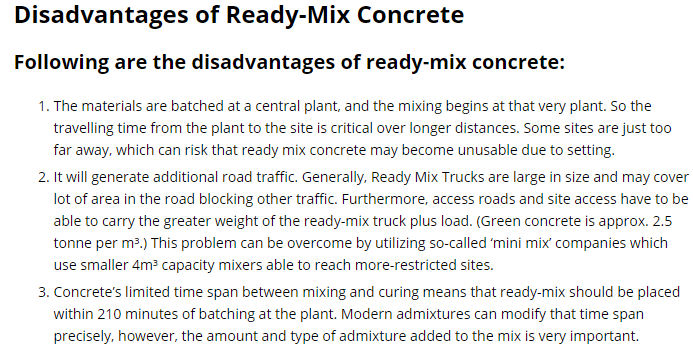 Disadvantages of Ready-Mix Concrete
Following are the disadvantages of ready-mix concrete:
1. The materials are batched at a central plant, and the mixing begins at that very plant. So the
travelling time from the plant to the site is critical over longer distances. Some sites are just too
far away, which can risk that ready mix concrete may become unusable due to setting.
2. It will generate additional road traffic. Generally, Ready Mix Trucks are large in size and may cover
lot of area in the road blocking other traffic. Furthermore, access roads and site access have to be
able to carry the greater weight of the ready-mix truck plus load. (Green concrete is approx. 2.5
tonne per m³.) This problem can be overcome by utilizing so-called ‘mini mix’ companies which
use smaller 4m³ capacity mixers able to reach more-restricted sites.
3. Concrete’s limited time span between mixing and curing means that ready-mix should be placed
within 210 minutes of batching at the plant. Modern admixtures can modify that time span
precisely, however, the amount and type of admixture added to the mix is very important.